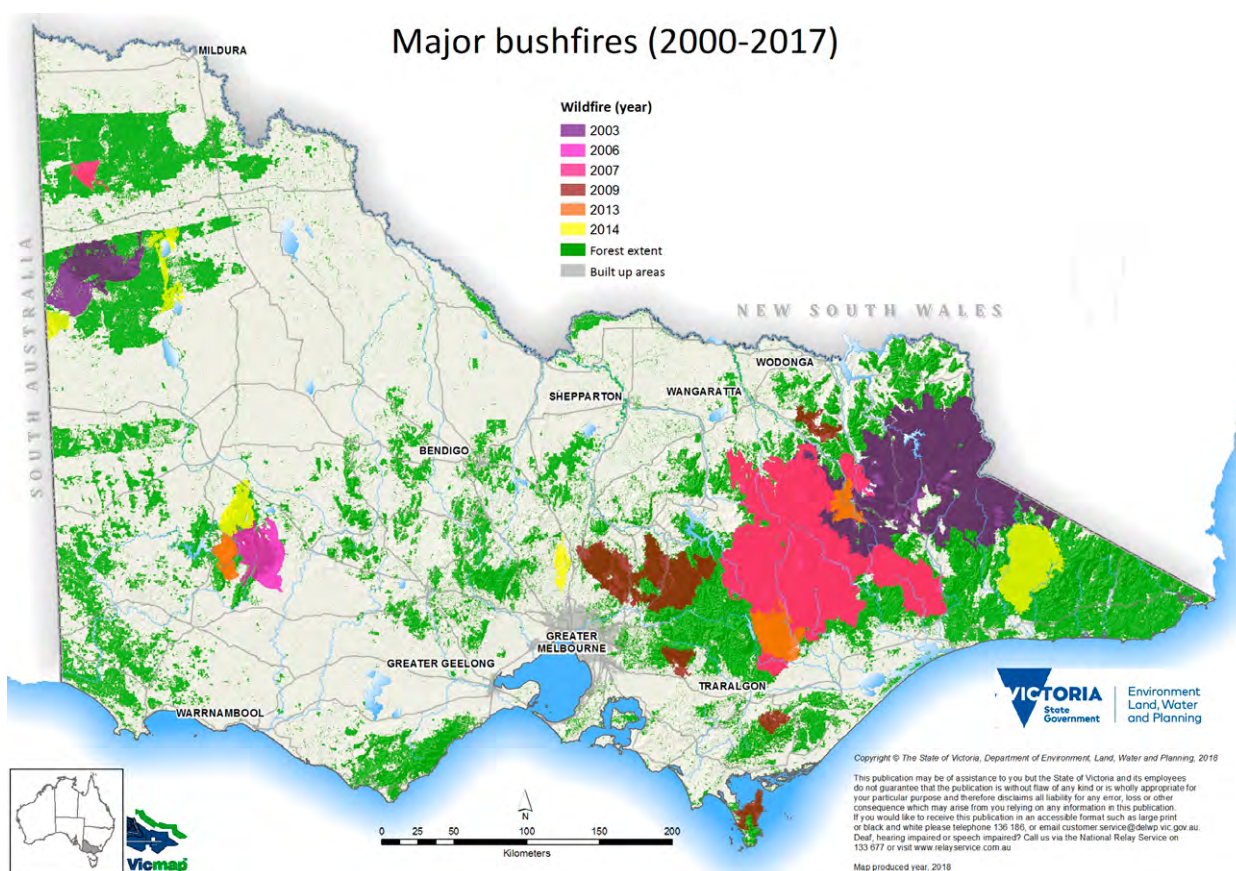 Major bushfires (2000-2017)
MILDURA
Wildfire (year)
2003
2006
2007
2009
2013
2014
Forest extent
Built up areas
SOUTH AUSTRALIA
NEW SOUTH WALES
WODONGA
SHEPPARTON
WANGARATTA
BENDIGO
GREATER
MELBOURNE
GREATER GEELONG
TRARALGON
WARRNAMBOOL
VICTORIA
State
Government
Environment
Land, Water
and Planning
Copyright © The State of Victoria, Department of Environment, Land, Water and Planning, 2018
This publication may be of assistance to you but the State of Victoria and its employees
do not guarantee that the publication is without flaw of any kind or is wholly appropriate for
your particular purpose and therefore disclaims all liability for any error, loss or other
consequence which may arise from you relying on any information in this publication.
If you would like to receive this publication in an accessible format such as large print
or black and white please telephone 136 186, or email customer.service@delwp.vic.gov.au.
Deaf, hearing impaired or speech impaired? Call us via the National Relay Service on
133 677 or visit www.relayservice.com.au
Map produced year, 2018
N
0 25 50 100 150 200
Kilometers
Vicmap